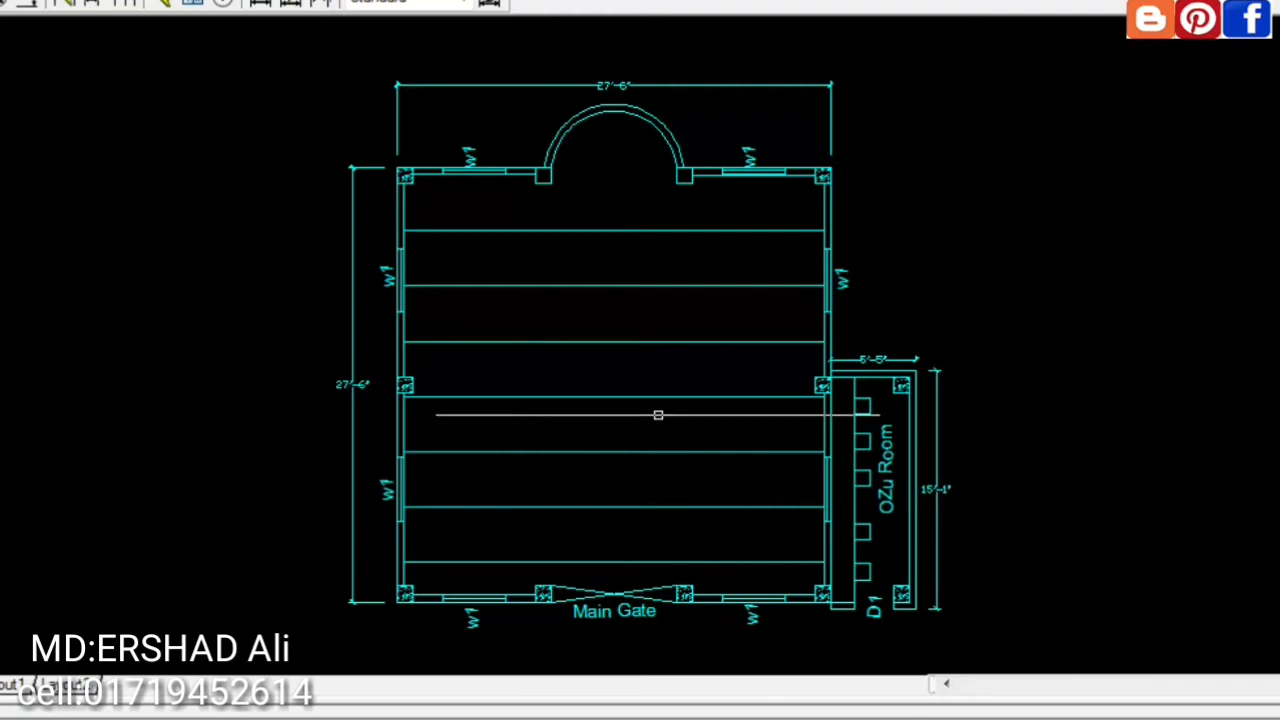 Standard
27'-6"
W1
W1
W1
W1
27'-6"
5'-5"
OZu Room
15'-1"
W1
Main Gate
D1
W1
W1
MD:ERSHAD Ali
cell:01719452614